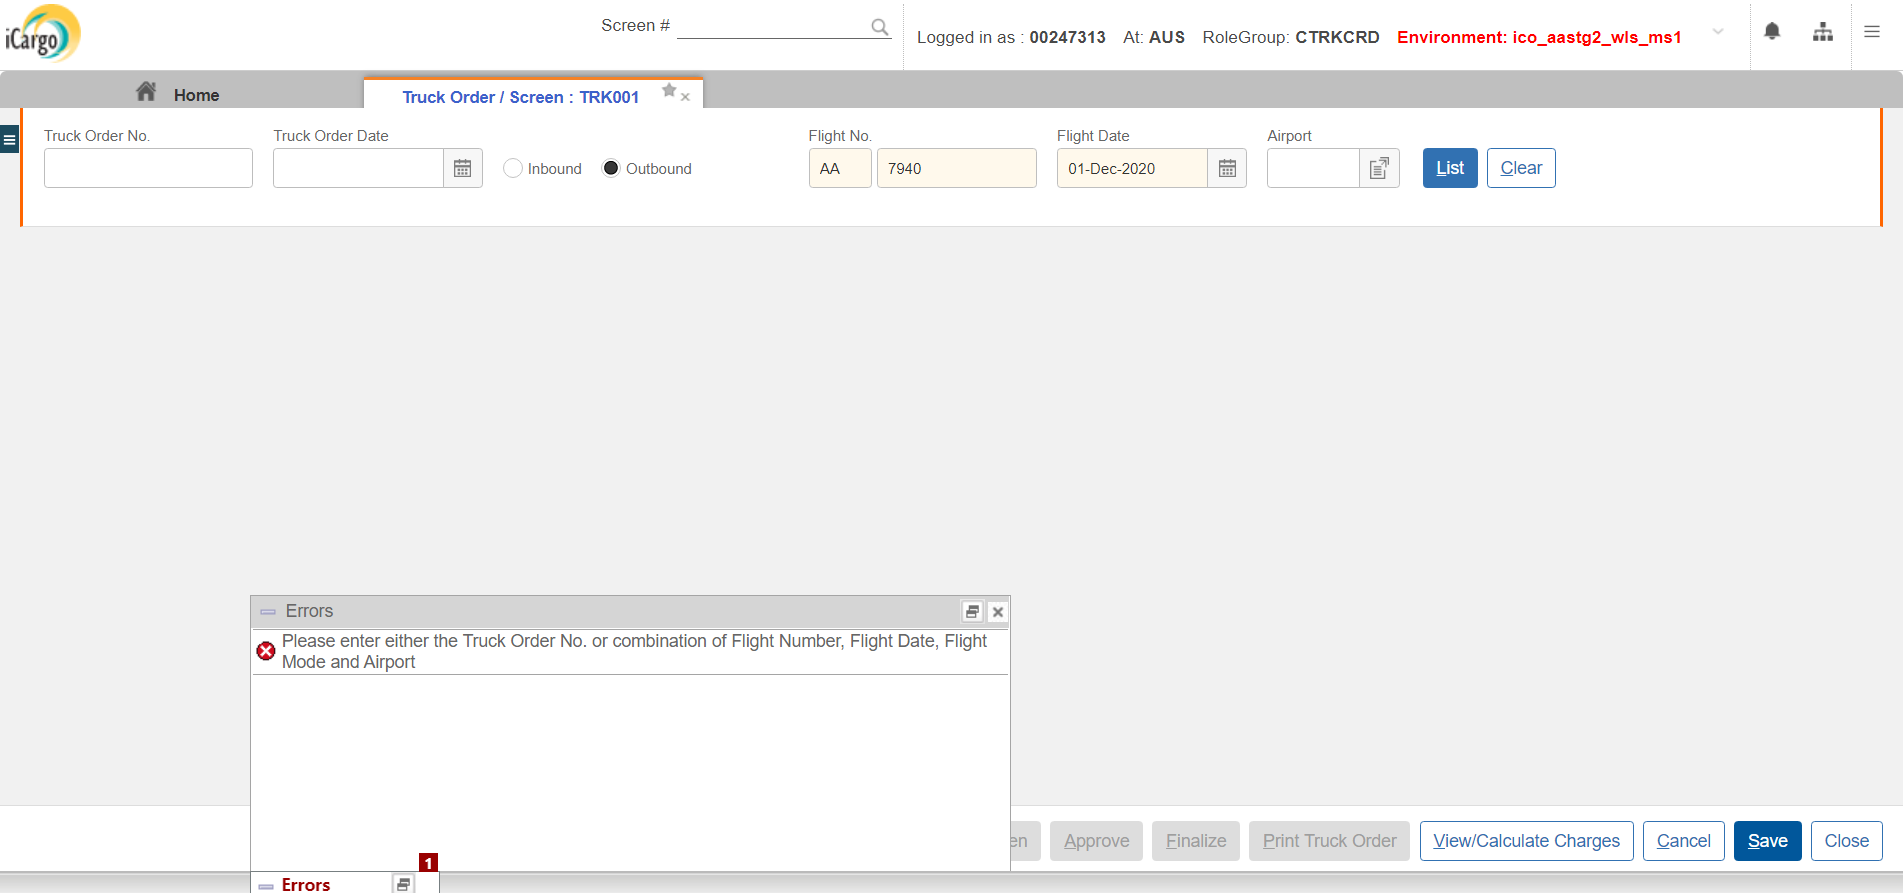 iCargo
Screen #
Logged in as : 00247313 At: AUS RoleGroup: CTRKCRD Environment: ico_aastg2_wls_ms1
Home
Truck Order / Screen : TRK001
Truck Order No.
Truck Order Date
Inbound
Outbound
Flight No.
AA
7940
Flight Date
01-Dec-2020
Airport
List
Clear
Errors
Please enter either the Truck Order No. or combination of Flight Number, Flight Date, Flight
Mode and Airport
en
Approve
Finalize
Print Truck Order
View/Calculate Charges
Cancel
Save
Close
1
Errors